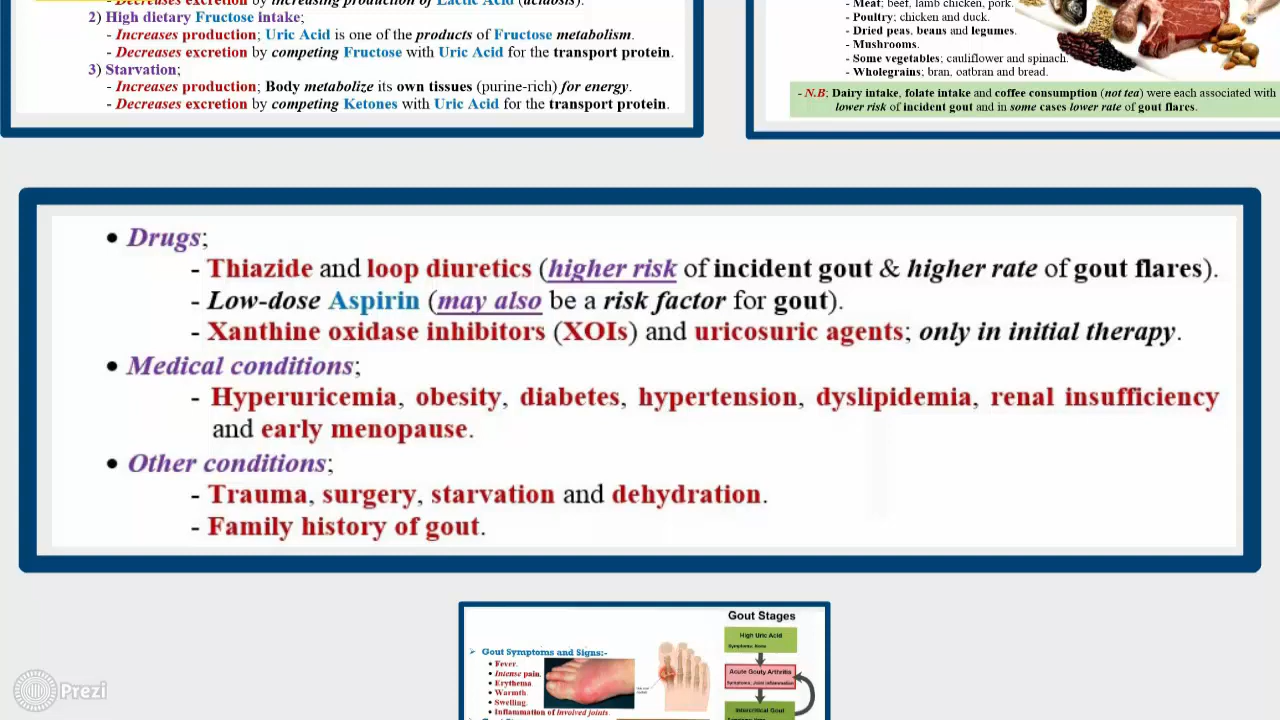 Decreases excretion by increasing production of Lactic Acid (acidosis).
2) High dietary Fructose intake;
- Increases production; Uric Acid is one of the products of Fructose metabolism.
- Decreases excretion by competing Fructose with Uric Acid for the transport protein.
3) Starvation;
- Increases production; Body metabolize its own tissues (purine-rich) for energy.
- Decreases excretion by competing Ketones with Uric Acid for the transport protein.
- Meat; beef, lamb chicken, pork.
- Poultry; chicken and duck.
- Dried peas, beans and legumes.
- Mushrooms.
- Some vegetables; cauliflower and spinach.
- Wholegrains; bran, oatbran and bread.
- N.B; Dairy intake, folate intake and coffee consumption (not tea) were each associated with
lower risk of incident gout and in some cases lower rate of gout flares.
• Drugs;
- Thiazide and loop diuretics (higher risk of incident gout & higher rate of gout flares).
- Low-dose Aspirin (may also be a risk factor for gout).
- Xanthine oxidase inhibitors (XOIs) and uricosuric agents; only in initial therapy.
• Medical conditions;
- Hyperuricemia, obesity, diabetes, hypertension, dyslipidemia, renal insufficiency
and early menopause.
• Other conditions;
- Trauma, surgery, starvation and dehydration.
- Family history of gout.
Gout Stages
High Uric Acid
Symptoms: None
Acute Gouty Arthritis
Symptoms: Joint inflammation
Intercritical Gout
➢ Gout Symptoms and Signs:-
• Fever.
• Intense pain.
• Erythema.
• Warmth.
• Swelling.
• Inflammation of involved joints.
Prezi